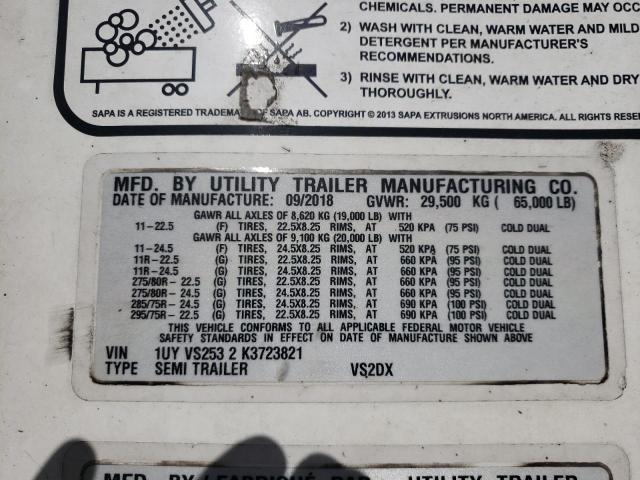 CHEMICALS. PERMANENT DAMAGE MAY OCC
2) WASH WITH CLEAN, WARM WATER AND MILD
DETERGENT PER MANUFACTURER'S
RECOMMENDATIONS.
3) RINSE WITH CLEAN, WARM WATER AND DRY
THOROUGHLY.
SAPA IS A REGISTERED TRADEMARK OF SAPA AB. COPYRIGHT © 2013 SAPA EXTRUSIONS NORTH AMERICA. ALL RIGHTS RESE
MFD. BY UTILITY TRAILER MANUFACTURING CO.
DATE OF MANUFACTURE: 09/2018 GVWR: 29,500 KG ( 65,000 LB)
GAWR ALL AXLES OF 8,620 KG (19,000 LB) WITH
11-22.5 (F) TIRES, 22.5X8.25 RIMS, AT 520 KPA (75 PSI) COLD DUAL
GAWR ALL AXLES OF 9,100 KG (20,000 LB) WITH
11-24.5 (F) TIRES, 24.5X8.25 RIMS, AT 520 KPA (75 PSI) COLD DUAL
11R-22.5 (G) TIRES, 22.5X8.25 RIMS, AT 660 KPA (95 PSI) COLD DUAL
11R-24.5 (G) TIRES, 24.5X8.25 RIMS, AT 660 KPA (95 PSI) COLD DUAL
275/80R-22.5 (G) TIRES, 22.5X8.25 RIMS, AT 660 KPA (95 PSI) COLD DUAL
275/80R-24.5 (G) TIRES, 24.5X8.25 RIMS, AT 660 KPA (95 PSI) COLD DUAL
285/75R-24.5 (G) TIRES, 24.5X8.25 RIMS, AT 690 KPA (100 PSI) COLD DUAL
295/75R-22.5 (G) TIRES, 22.5X8.25 RIMS, AT 690 KPA (100 PSI) COLD DUAL
THIS VEHICLE CONFORMS TO ALL APPLICABLE FEDERAL MOTOR VEHICLE
SAFETY STANDARDS IN EFFECT ON DATE OF MANUFACTURE SHOWN ABOVE
VIN 1UY VS253 2 K3723821
TYPE SEMI TRAILER VS2DX
MFD. BY/FABRIQUÉ PAR UTILITY TRAILER